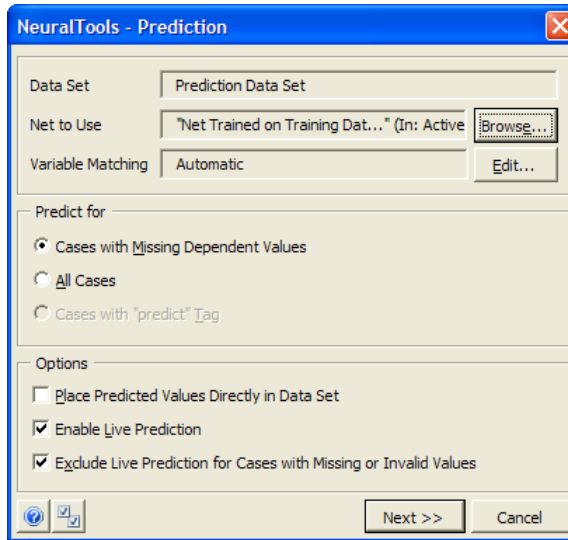 NeuralTools - Prediction
Data Set Prediction Data Set
Net to Use "Net Trained on Training Dat..." (In: Active Browse...
Variable Matching Automatic Edit...
Predict for
Cases with Missing Dependent Values
All Cases
Cases with "predict" Tag
Options
Place Predicted Values Directly in Data Set
Enable Live Prediction
Exclude Live Prediction for Cases with Missing or Invalid Values
Next >> Cancel